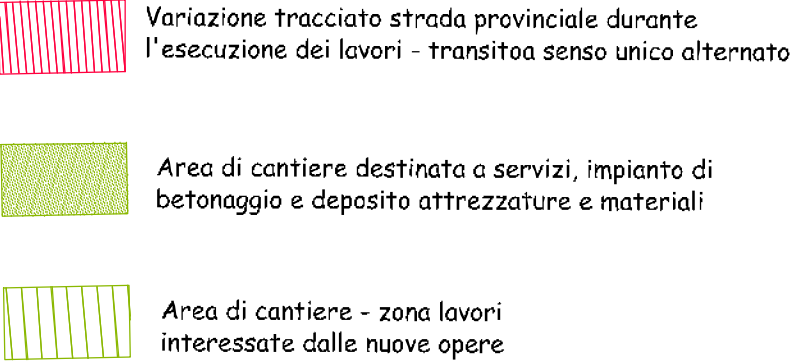 Variazione tracciato strada provinciale durante
l'esecuzione dei lavori - transitoa senso unico alternato
Area di cantiere destinata a servizi, impianto di
betonaggio e deposito attrezzature e materiali
Area di cantiere - zona lavori
interessate dalle nuove opere